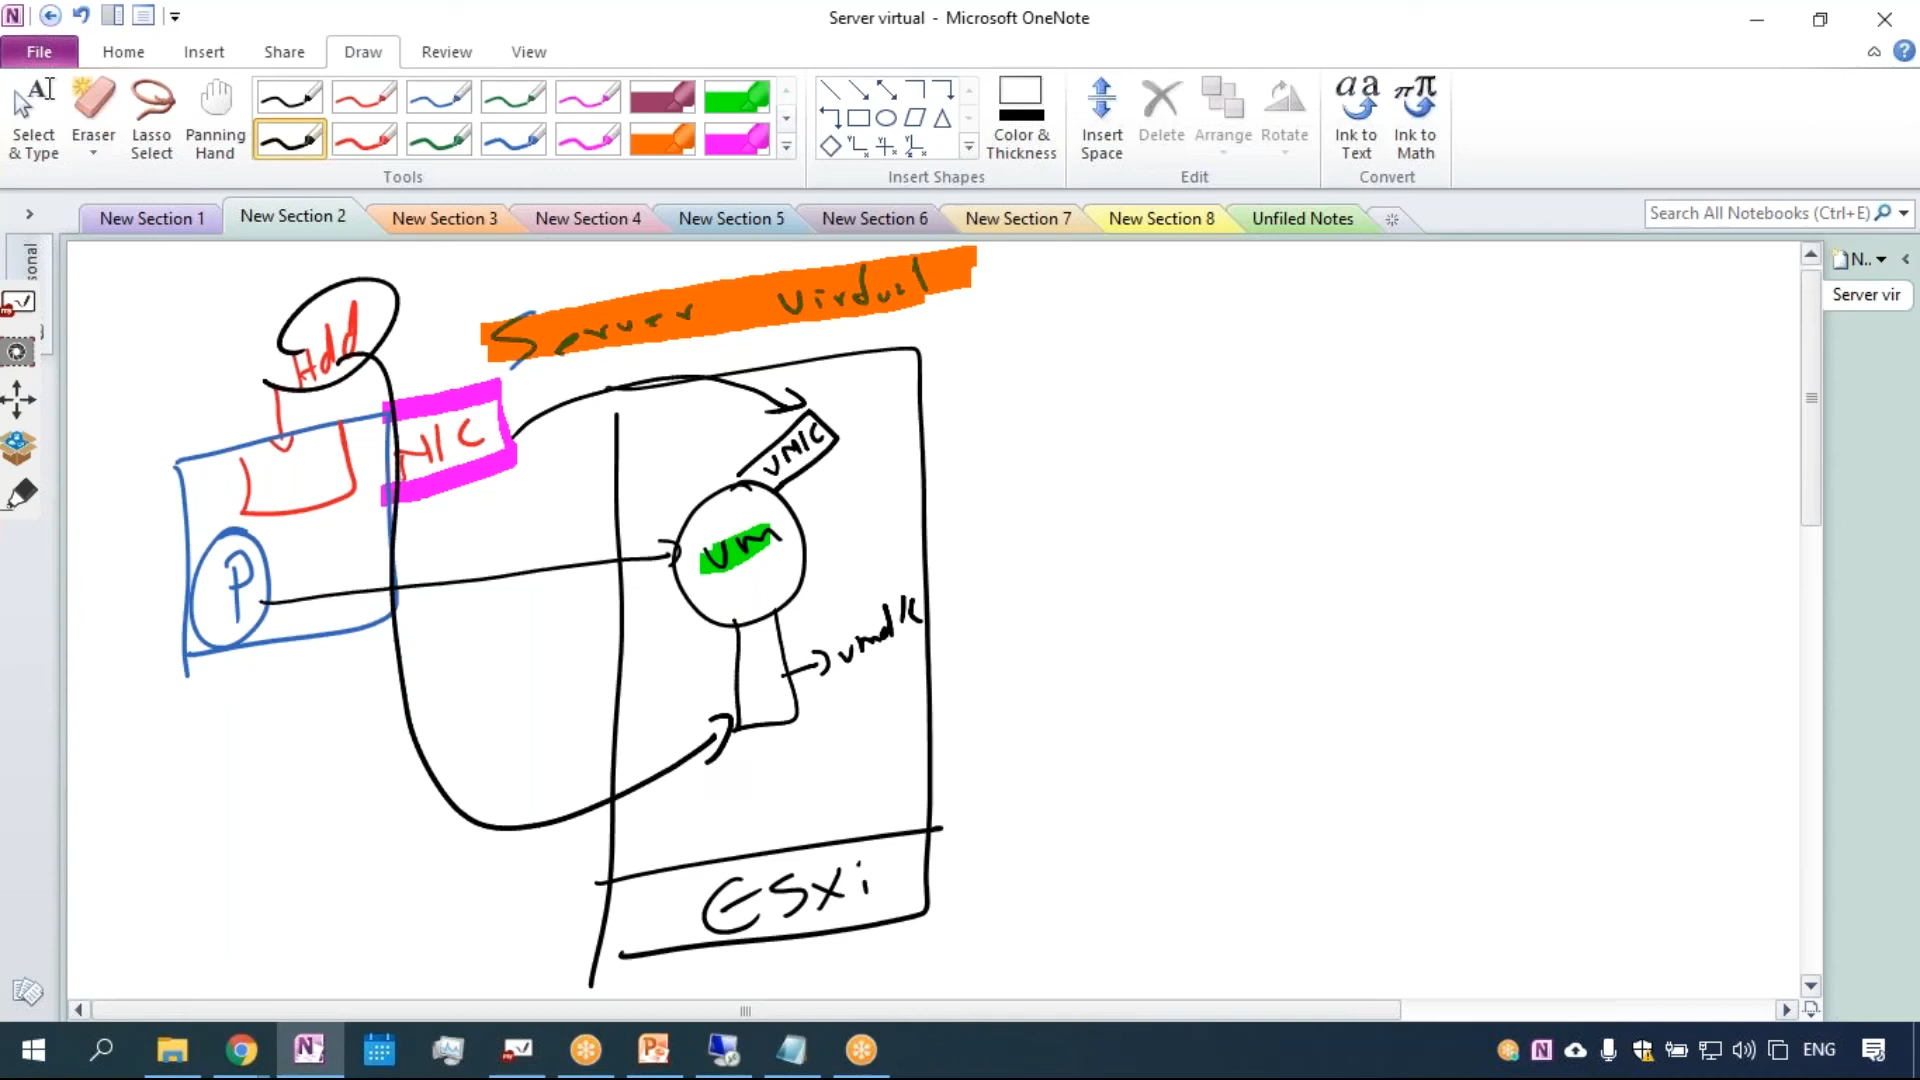 Server virtual - Microsoft OneNote
File Home Insert Share Draw Review View
Select & Type
Eraser
Lasso Select
Panning Hand
Color & Thickness
Insert Space
Delete
Arrange
Rotate
Ink to Text
Ink to Math
Tools
Insert Shapes
Edit
Convert
New Section 1
New Section 2
New Section 3
New Section 4
New Section 5
New Section 6
New Section 7
New Section 8
Unfiled Notes
Search All Notebooks (Ctrl+E)
sonal
N..
Server vir
Server Virdual
Hdd
NIC
VNIC
P
vm
vmdk
ESXi
ENG